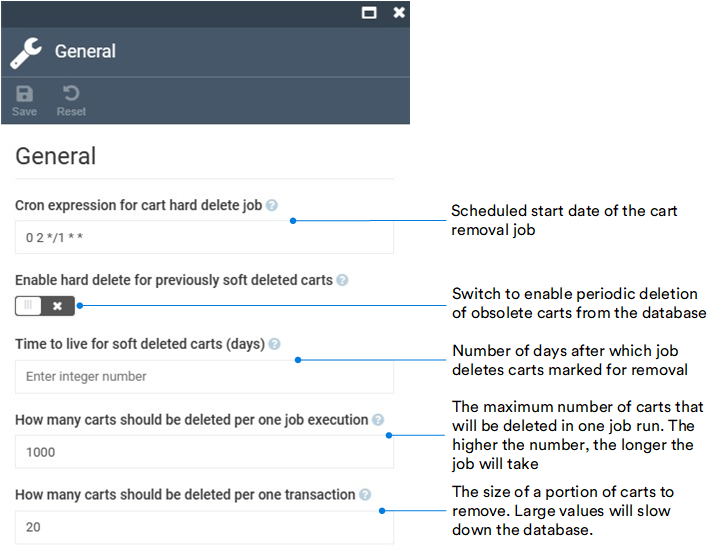 General
Save Reset
General
Cron expression for cart hard delete job ?
0 2 */1 * *
Scheduled start date of the cart
removal job
Enable hard delete for previously soft deleted carts ?
Switch to enable periodic deletion
of obsolete carts from the database
Time to live for soft deleted carts (days) ?
Enter integer number
Number of days after which job
deletes carts marked for removal
How many carts should be deleted per one job execution ?
1000
The maximum number of carts that
will be deleted in one job run. The
higher the number, the longer the
job will take
How many carts should be deleted per one transaction ?
20
The size of a portion of carts to
remove. Large values will slow
down the database.